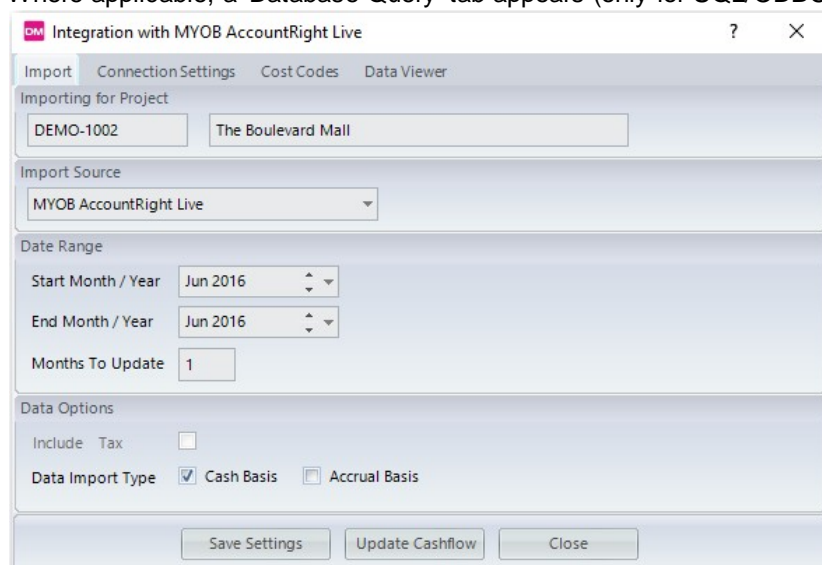 Where applicable, a 'Database Query' tab appears (only for SQL/ODBC
DM Integration with MYOB AccountRight Live ? ×
Import Connection Settings Cost Codes Data Viewer
Importing for Project
DEMO-1002 The Boulevard Mall
Import Source
MYOB AccountRight Live
Date Range
Start Month / Year Jun 2016
End Month / Year Jun 2016
Months To Update 1
Data Options
Include Tax
Data Import Type Cash Basis Accrual Basis
Save Settings Update Cashflow Close